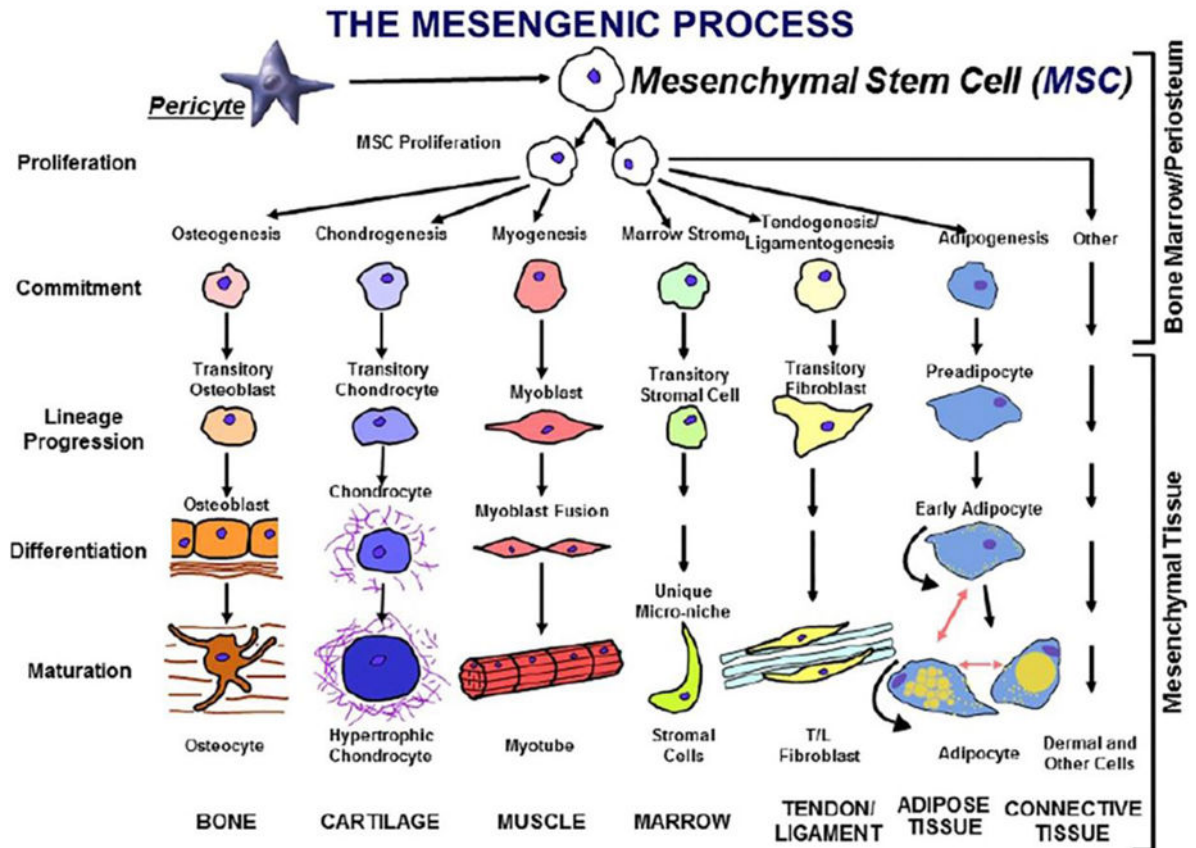 THE MESENGENIC PROCESS
Pericyte
Mesenchymal Stem Cell (MSC)
Proliferation
MSC Proliferation
Osteogenesis
Chondrogenesis
Myogenesis
Marrow Stroma
Tendogenesis/
Ligamentogenesis
Adipogenesis
Other
Commitment
Transitory
Osteoblast
Transitory
Chondrocyte
Myoblast
Transitory
Stromal Cell
Transitory
Fibroblast
Preadipocyte
Lineage
Progression
Osteoblast
Chondrocyte
Myoblast Fusion
Early Adipocyte
Differentiation
Unique
Micro-niche
Maturation
Osteocyte
Hypertrophic
Chondrocyte
Myotube
Stromal
Cells
T/L
Fibroblast
Adipocyte
Dermal and
Other Cells
BONE
CARTILAGE
MUSCLE
MARROW
TENDON/
LIGAMENT
ADIPOSE
TISSUE
CONNECTIVE
TISSUE
Bone Marrow/Periosteum
Mesenchymal Tissue